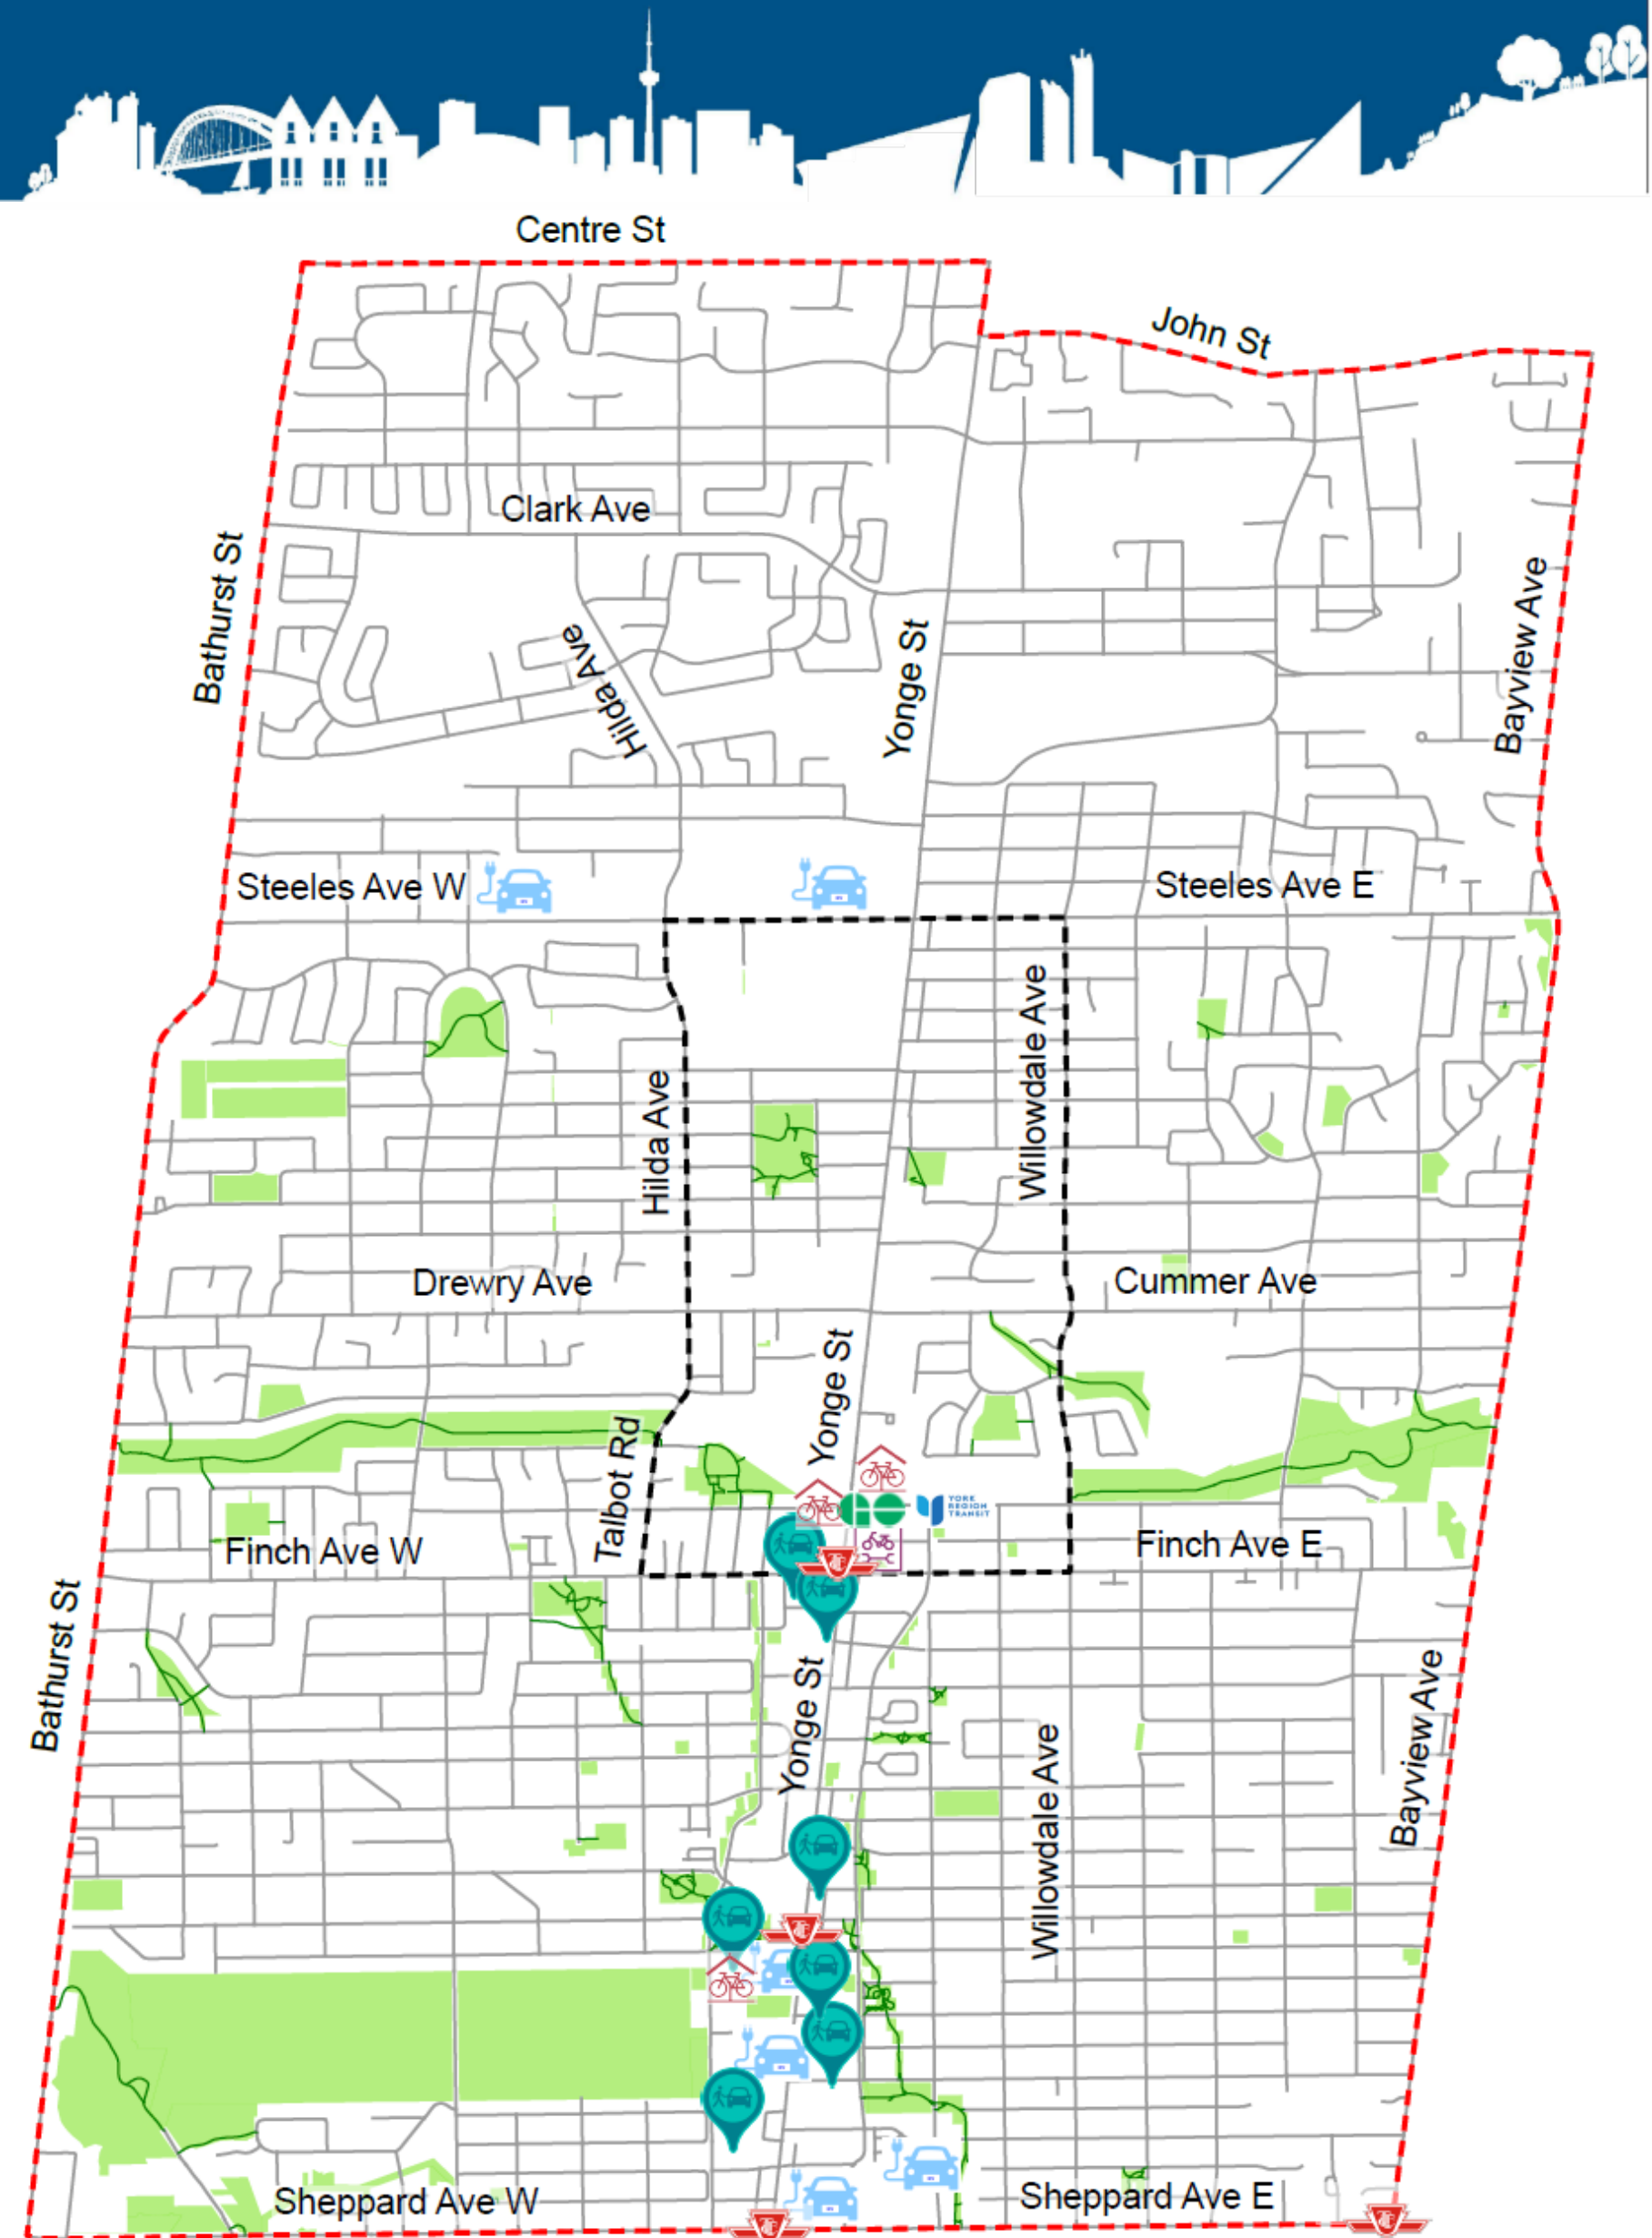 Centre St
John St
Clark Ave
Bathurst St
Hilda Ave
Yonge St
Bayview Ave
Steeles Ave W
Steeles Ave E
Willowdale Ave
Hilda Ave
Drewry Ave
Cummer Ave
Yonge St
Talbot Rd
GO
YORK
REGION
TRANSIT
Finch Ave W
Finch Ave E
Bathurst St
Yonge St
Willowdale Ave
Bayview Ave
Sheppard Ave W
Sheppard Ave E